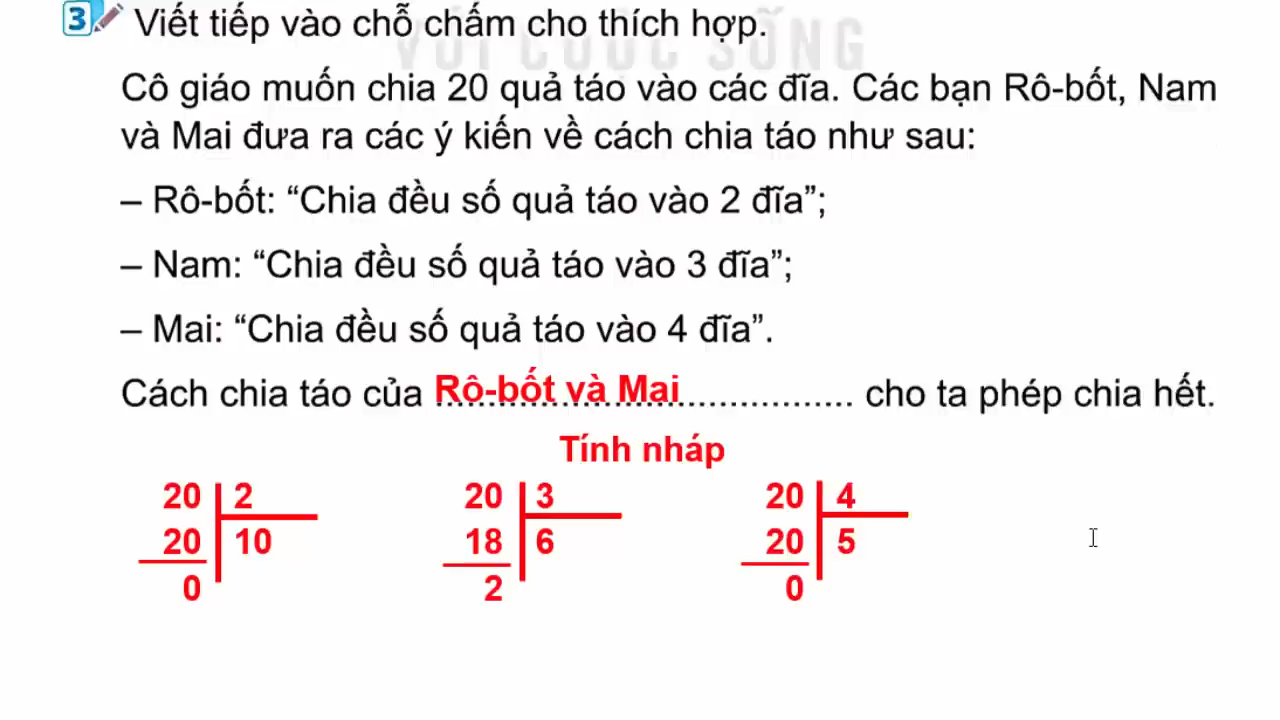 3 Viết tiếp vào chỗ chấm cho thích hợp.
VỚI CUỘC SỐNG
Cô giáo muốn chia 20 quả táo vào các đĩa. Các bạn Rô-bốt, Nam
và Mai đưa ra các ý kiến về cách chia táo như sau:
– Rô-bốt: “Chia đều số quả táo vào 2 đĩa”;
– Nam: “Chia đều số quả táo vào 3 đĩa”;
– Mai: “Chia đều số quả táo vào 4 đĩa”.
Cách chia táo của Rô-bốt và Mai........................ cho ta phép chia hết.
Tính nháp
20 2 20 3 20 4
20 10 18 6 20 5
0 2 0